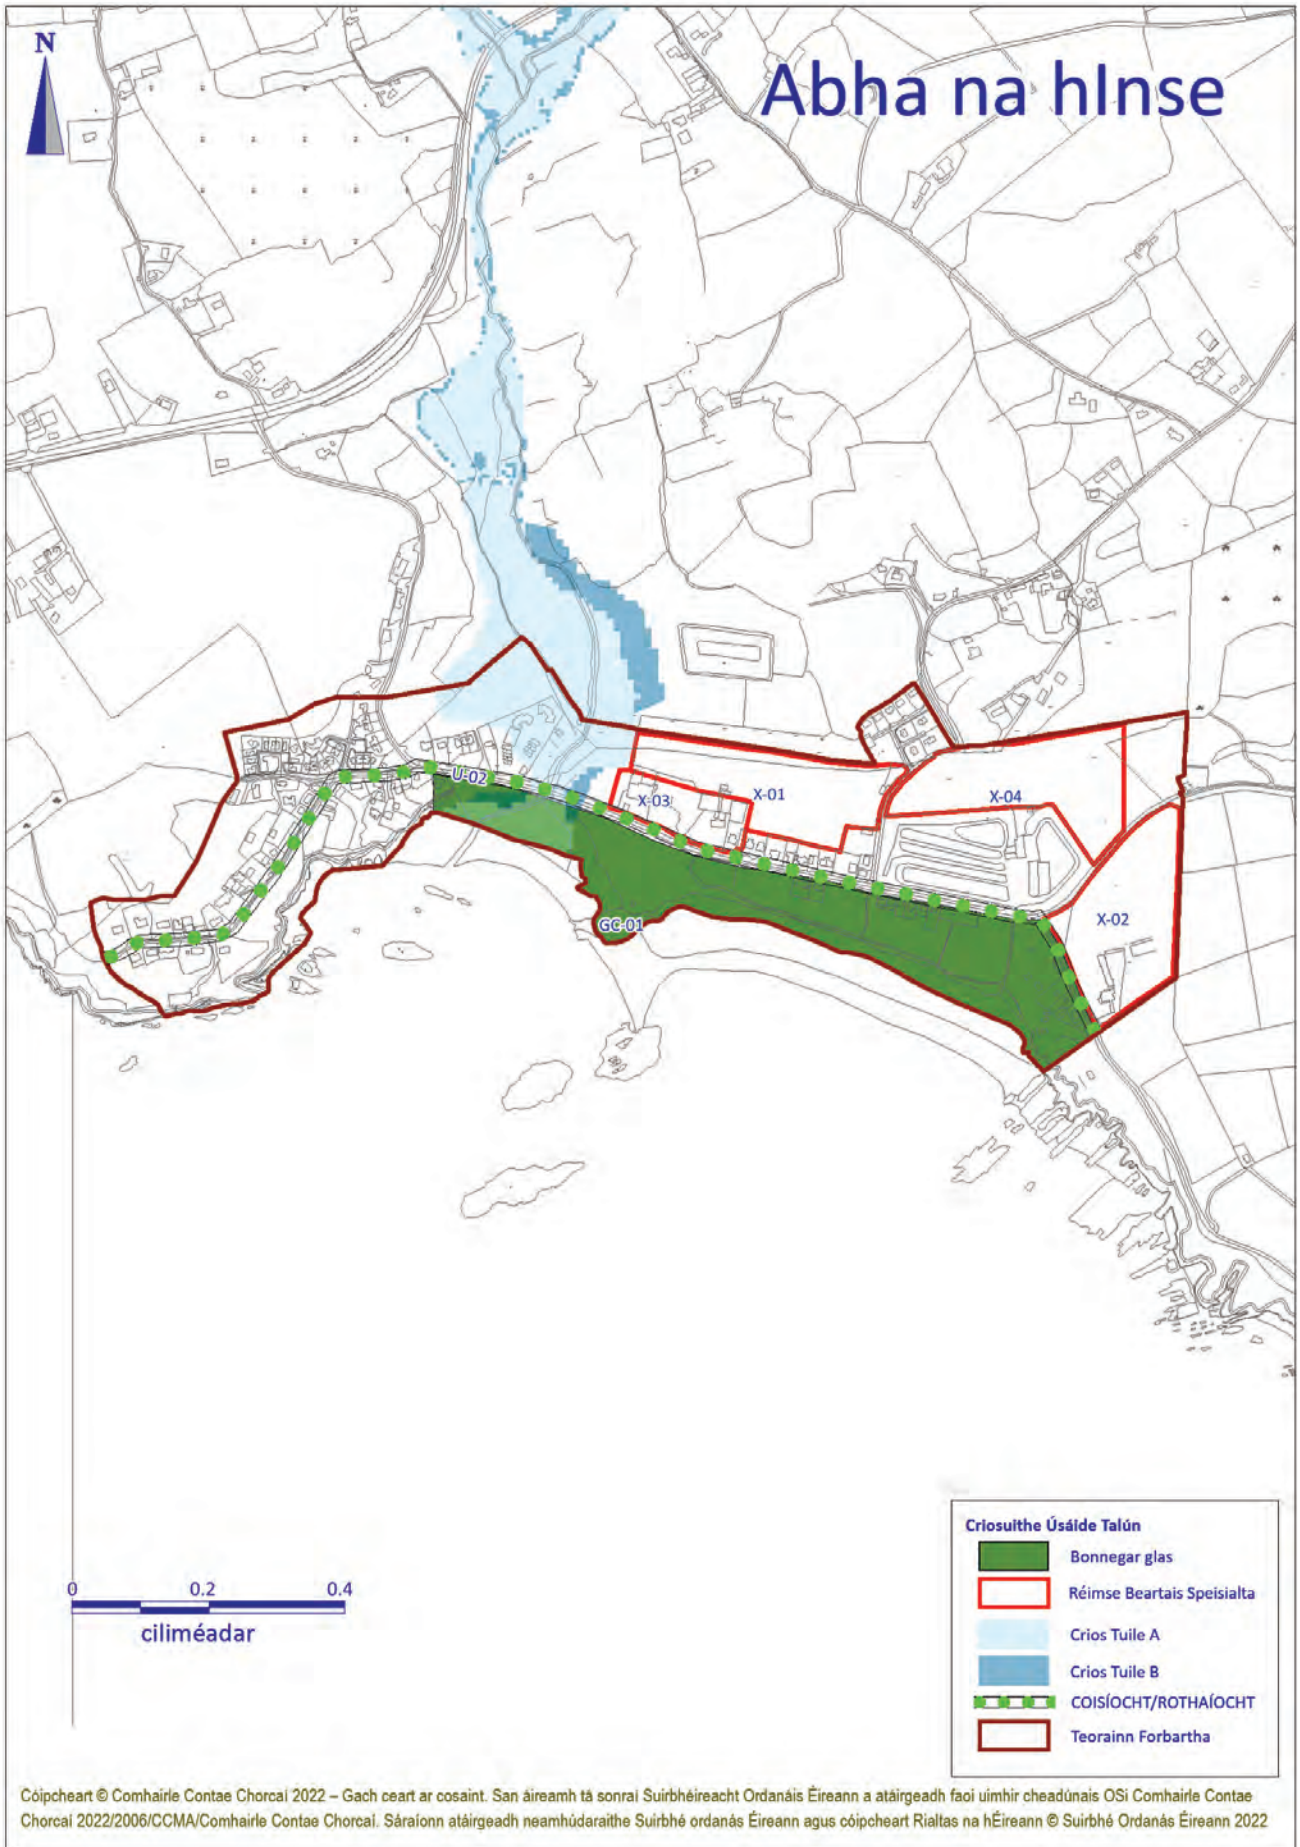 N
Abha na hInse
U-02
X-03
X-01
X-04
GC-01
X-02
Criosuithe Úsáide Talún
Bonnegar glas
Réimse Beartais Speisialta
Crios Tuile A
Crios Tuile B
COISÍOCHT/ROTHAÍOCHT
Teorainn Forbartha
0 0.2 0.4
ciliméadar
Cóipcheart © Comhairle Contae Chorcaí 2022 – Gach ceart ar cosaint. San áireamh tá sonraí Suirbhéireacht Ordanáis Éireann a atáirgeadh faoi uimhir cheadúnais OSi Comhairle Contae
Chorcaí 2022/2006/CCMA/Comhairle Contae Chorcaí. Sáraíonn atáirgeadh neamhúdaraithe Suirbhé ordanás Éireann agus cóipcheart Rialtas na hÉireann © Suirbhé Ordanás Éireann 2022